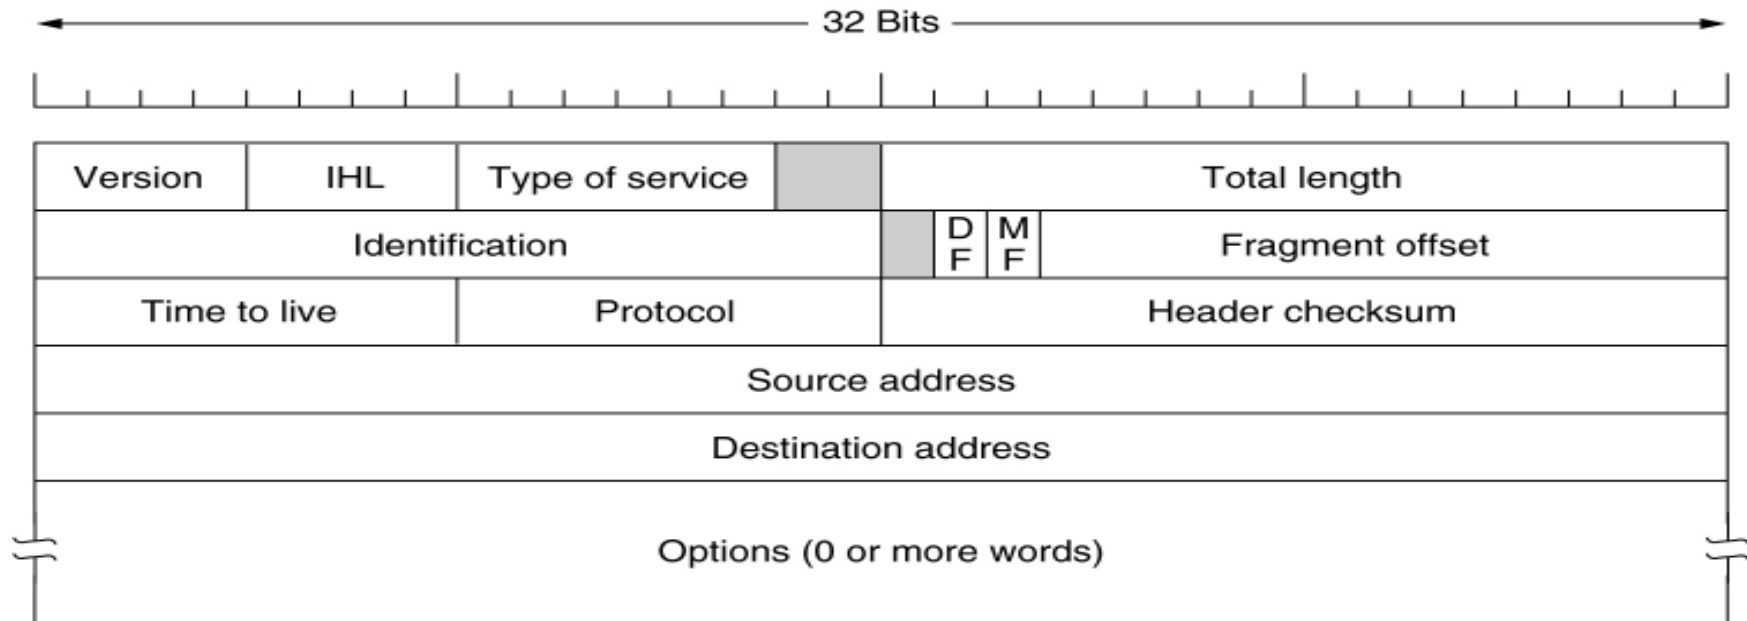 32 Bits
Version IHL Type of service Total length
Identification D F M F Fragment offset
Time to live Protocol Header checksum
Source address
Destination address
Options (0 or more words)